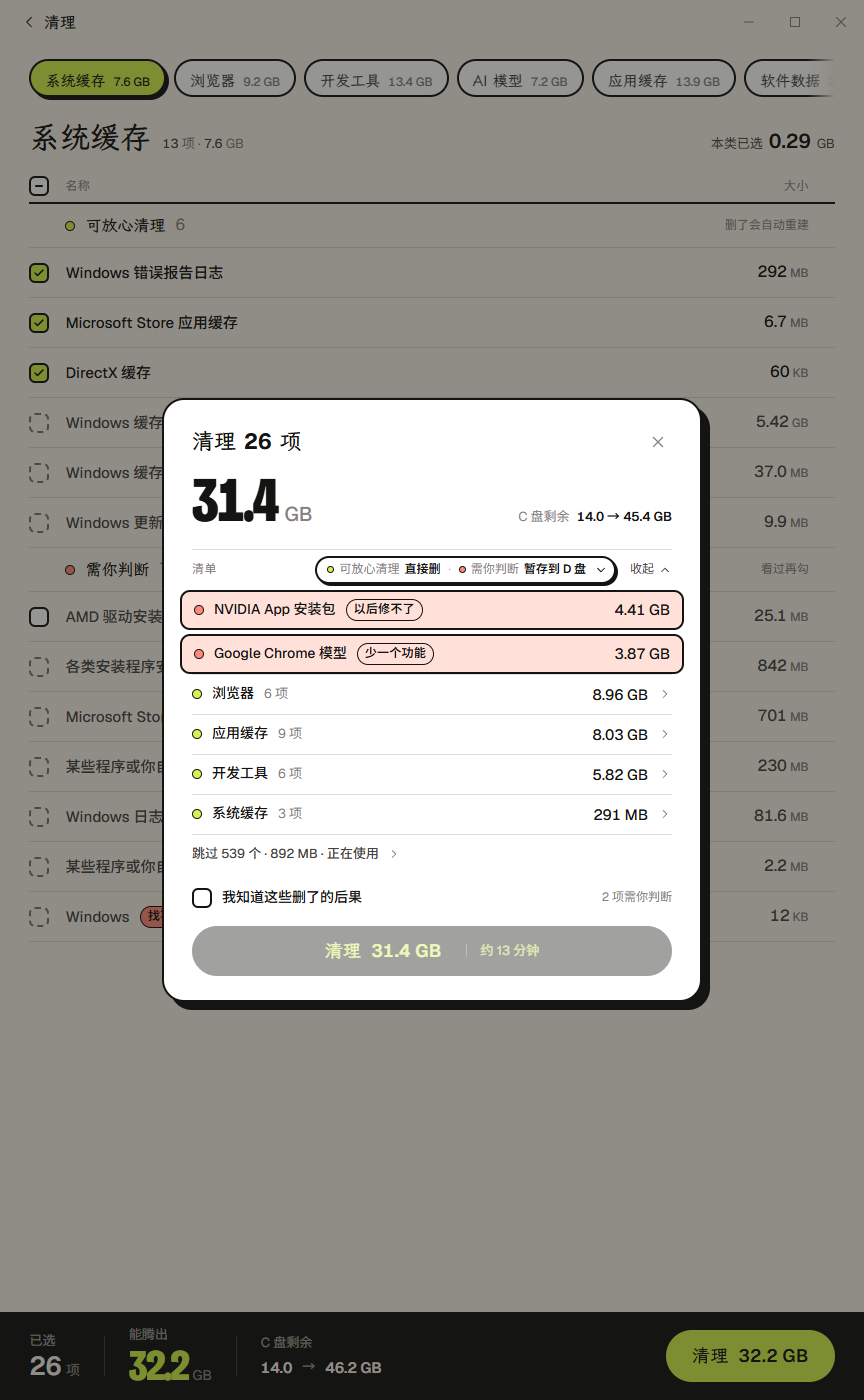 清理
系统缓存 7.6 GB 浏览器 9.2 GB 开发工具 13.4 GB AI 模型 7.2 GB 应用缓存 13.9 GB 软件数据
系统缓存 13 项 · 7.6 GB 本类已选 0.29 GB
名称 大小
可放心清理 6 删了会自动重建
Windows 错误报告日志 292 MB
Microsoft Store 应用缓存 6.7 MB
DirectX 缓存 60 KB
Windows 缓存 5.42 GB
Windows 缓存 37.0 MB
Windows 更新 9.9 MB
需你判断 看过再勾
AMD 驱动安装 25.1 MB
各类安装程序 842 MB
Microsoft Sto 701 MB
某些程序或你 230 MB
Windows 日志 81.6 MB
某些程序或你 2.2 MB
Windows 找 12 KB
清理 26 项
31.4 GB C 盘剩余 14.0 → 45.4 GB
清单 可放心清理 直接删 · 需你判断 暂存到 D 盘 收起
NVIDIA App 安装包 以后修不了 4.41 GB
Google Chrome 模型 少一个功能 3.87 GB
浏览器 6 项 8.96 GB
应用缓存 9 项 8.03 GB
开发工具 6 项 5.82 GB
系统缓存 3 项 291 MB
跳过 539 个 · 892 MB · 正在使用
我知道这些删了的后果 2 项需你判断
清理 31.4 GB 约 13 分钟
已选 能腾出 C 盘剩余
26 项 32.2 GB 14.0 → 46.2 GB 清理 32.2 GB